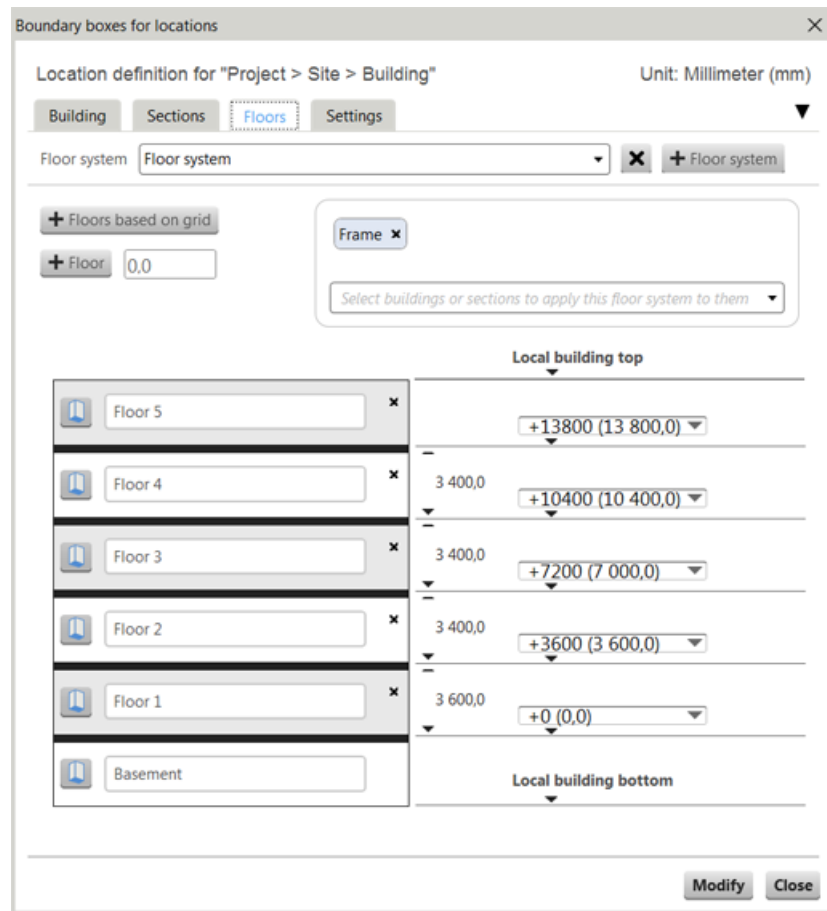 Boundary boxes for locations
Location definition for "Project > Site > Building" Unit: Millimeter (mm)
Building Sections Floors Settings
Floor system Floor system + Floor system
+ Floors based on grid
Frame
+ Floor 0,0
Select buildings or sections to apply this floor system to them
Local building top
Floor 5
+13800 (13 800,0)
Floor 4 3 400,0
+10400 (10 400,0)
Floor 3 3 400,0
+7200 (7 000,0)
Floor 2 3 400,0
+3600 (3 600,0)
Floor 1 3 600,0
+0 (0,0)
Basement Local building bottom
Modify Close